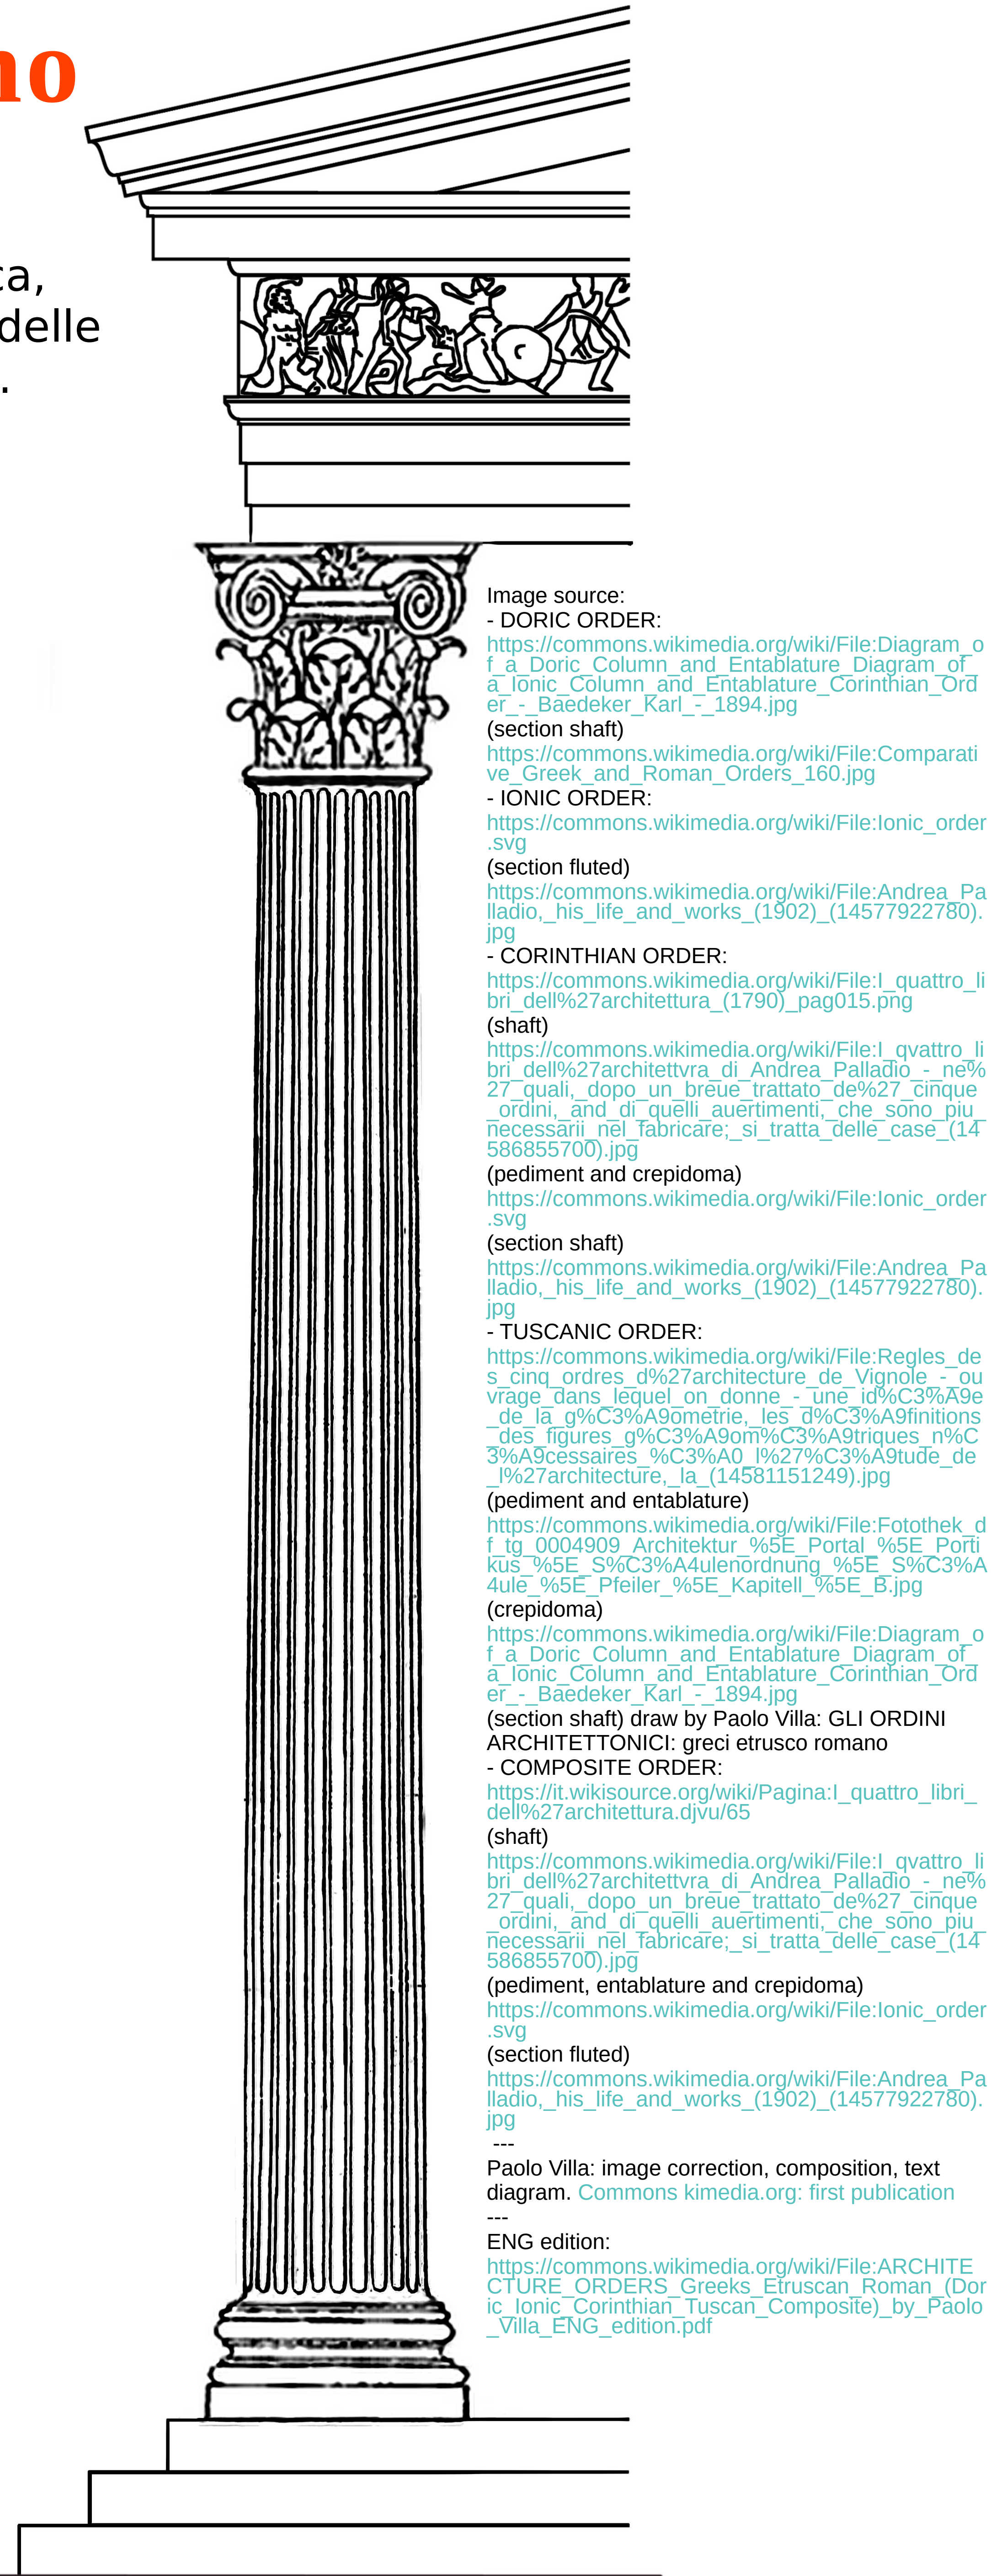 no
ca,
delle
.
Image source:
- DORIC ORDER:
https://commons.wikimedia.org/wiki/File:Diagram_o
f_a_Doric_Column_and_Entablature_Diagram_of_
a_Ionic_Column_and_Entablature_Corinthian_Ord
er_-_Baedeker_Karl_-_1894.jpg
(section shaft)
https://commons.wikimedia.org/wiki/File:Comparati
ve_Greek_and_Roman_Orders_160.jpg
- IONIC ORDER:
https://commons.wikimedia.org/wiki/File:Ionic_order
.svg
(section fluted)
https://commons.wikimedia.org/wiki/File:Andrea_Pa
lladio,_his_life_and_works_(1902)_(14577922780).
jpg
- CORINTHIAN ORDER:
https://commons.wikimedia.org/wiki/File:I_quattro_li
bri_dell%27architettura_(1790)_pag015.png
(shaft)
https://commons.wikimedia.org/wiki/File:I_qvattro_li
bri_dell%27architettvra_di_Andrea_Palladio_-_ne%
27_quali,_dopo_un_breue_trattato_de%27_cinque
_ordini,_and_di_quelli_auertimenti,_che_sono_piu_
necessarii_nel_fabricare;_si_tratta_delle_case_(14
586855700).jpg
(pediment and crepidoma)
https://commons.wikimedia.org/wiki/File:Ionic_order
.svg
(section shaft)
https://commons.wikimedia.org/wiki/File:Andrea_Pa
lladio,_his_life_and_works_(1902)_(14577922780).
jpg
- TUSCANIC ORDER:
https://commons.wikimedia.org/wiki/File:Regles_de
s_cinq_ordres_d%27architecture_de_Vignole_-_ou
vrage_dans_lequel_on_donne_-_une_id%C3%A9e
_de_la_g%C3%A9ometrie,_les_d%C3%A9finitions
_des_figures_g%C3%A9om%C3%A9triques_n%C
3%A9cessaires_%C3%A0_l%27%C3%A9tude_de
_l%27architecture,_la_(14581151249).jpg
(pediment and entablature)
https://commons.wikimedia.org/wiki/File:Fotothek_d
f_tg_0004909_Architektur_%5E_Portal_%5E_Porti
kus_%5E_S%C3%A4ulenordnung_%5E_S%C3%A
4ule_%5E_Pfeiler_%5E_Kapitell_%5E_B.jpg
(crepidoma)
https://commons.wikimedia.org/wiki/File:Diagram_o
f_a_Doric_Column_and_Entablature_Diagram_of_
a_Ionic_Column_and_Entablature_Corinthian_Ord
er_-_Baedeker_Karl_-_1894.jpg
(section shaft) draw by Paolo Villa: GLI ORDINI
ARCHITETTONICI: greci etrusco romano
- COMPOSITE ORDER:
https://it.wikisource.org/wiki/Pagina:I_quattro_libri_
dell%27architettura.djvu/65
(shaft)
https://commons.wikimedia.org/wiki/File:I_qvattro_li
bri_dell%27architettvra_di_Andrea_Palladio_-_ne%
27_quali,_dopo_un_breue_trattato_de%27_cinque
_ordini,_and_di_quelli_auertimenti,_che_sono_piu_
necessarii_nel_fabricare;_si_tratta_delle_case_(14
586855700).jpg
(pediment, entablature and crepidoma)
https://commons.wikimedia.org/wiki/File:Ionic_order
.svg
(section fluted)
https://commons.wikimedia.org/wiki/File:Andrea_Pa
lladio,_his_life_and_works_(1902)_(14577922780).
jpg
---
Paolo Villa: image correction, composition, text
diagram. Commons kimedia.org: first publication
---
ENG edition:
https://commons.wikimedia.org/wiki/File:ARCHITE
CTURE_ORDERS_Greeks_Etruscan_Roman_(Dor
ic_Ionic_Corinthian_Tuscan_Composite)_by_Paolo
_Villa_ENG_edition.pdf